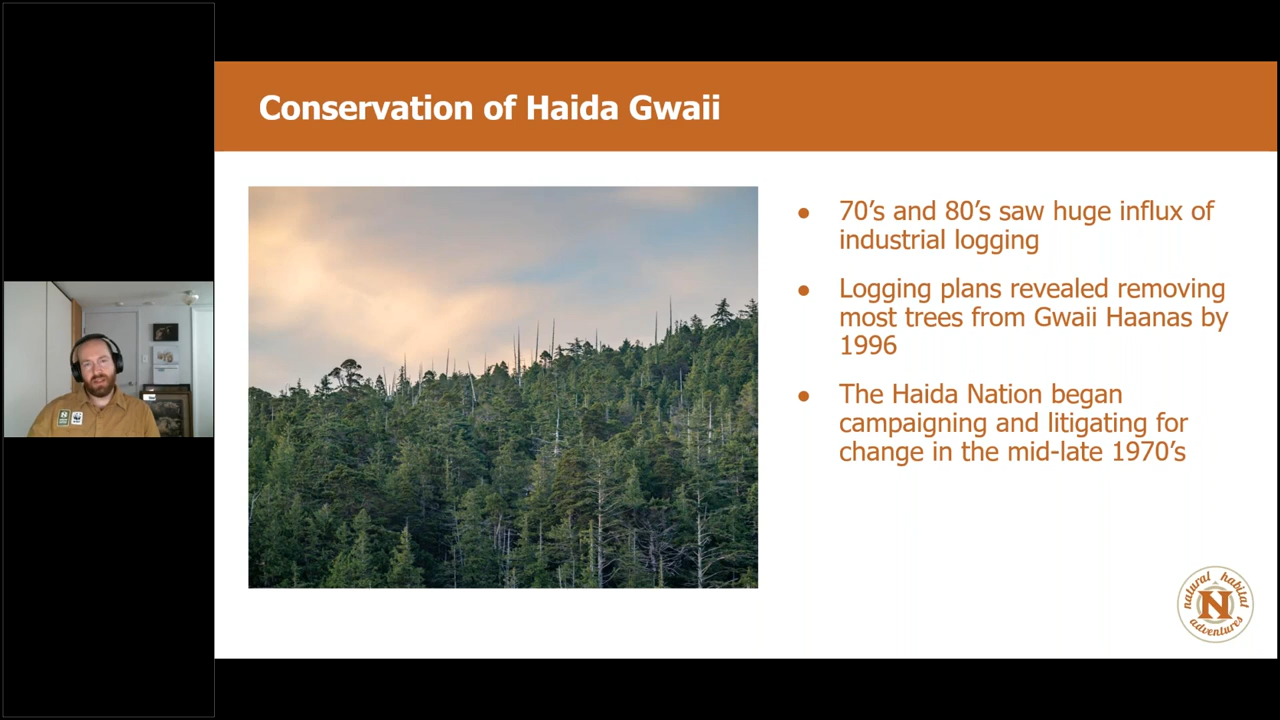 Conservation of Haida Gwaii
● 70’s and 80’s saw huge influx of
industrial logging
● Logging plans revealed removing
most trees from Gwaii Haanas by
1996
● The Haida Nation began
campaigning and litigating for
change in the mid-late 1970’s
natural habitat
N
adventures